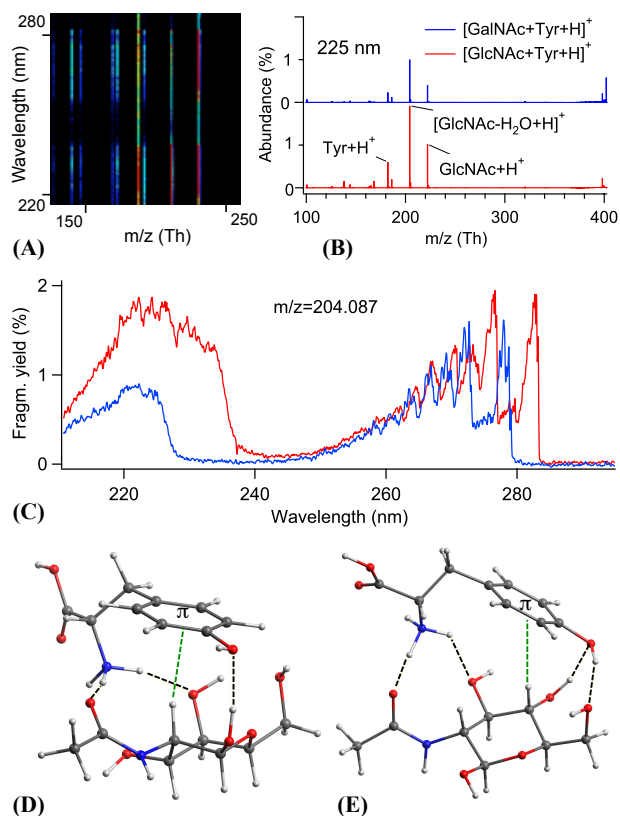 280
Wavelength (nm)
220
150
250
m/z (Th)
(A)
225 nm
[GalNAc+Tyr+H]+
[GlcNAc+Tyr+H]+
Abundance (%)
1
0
1
0
[GlcNAc-H2O+H]+
Tyr+H+
GlcNAc+H+
100
200
300
400
m/z (Th)
(B)
2
1
0
Fragm. yield (%)
m/z=204.087
220
240
260
280
Wavelength (nm)
(C)
π
(D)
π
(E)